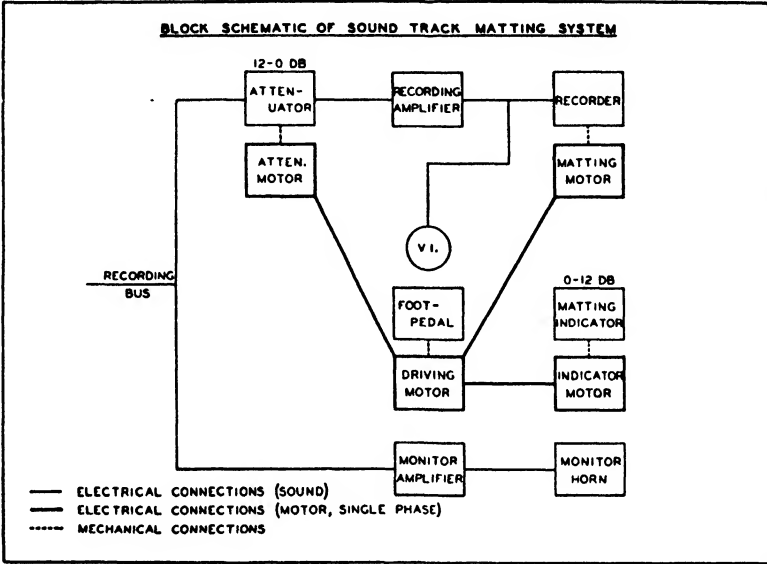 BLOCK SCHEMATIC OF SOUND TRACK MATTING SYSTEM
12-0 DB
ATTEN-
UATOR
RECORDING
AMPLIFIER
RECORDER
ATTEN.
MOTOR
MATTING
MOTOR
V I.
RECORDING
BUS
0-12 DB
FOOT-
PEDAL
MATTING
INDICATOR
DRIVING
MOTOR
INDICATOR
MOTOR
MONITOR
AMPLIFIER
MONITOR
HORN
ELECTRICAL CONNECTIONS (SOUND)
ELECTRICAL CONNECTIONS (MOTOR, SINGLE PHASE)
MECHANICAL CONNECTIONS